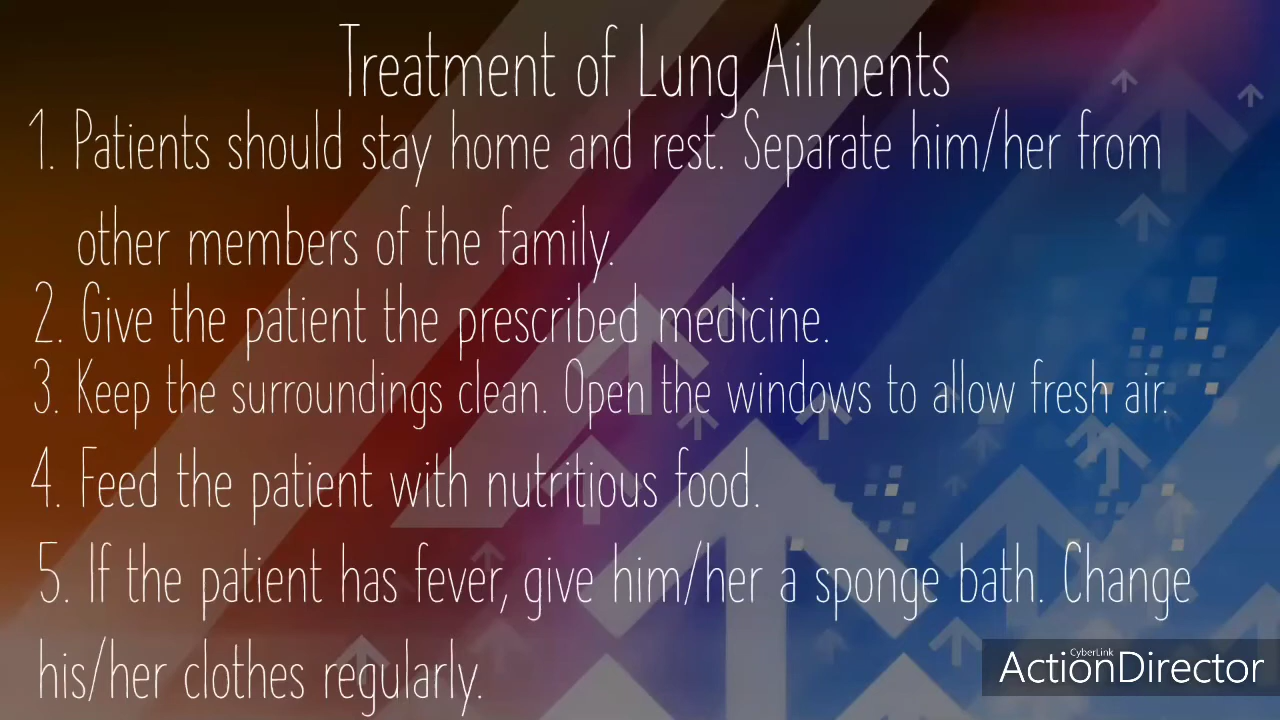 Treatment of Lung Ailments
1. Patients should stay home and rest. Separate him/her from
other members of the family.
2. Give the patient the prescribed medicine.
3. Keep the surroundings clean. Open the windows to allow fresh air.
4. Feed the patient with nutritious food.
5. If the patient has fever, give him/her a sponge bath. Change
his/her clothes regularly.
CyberLink
ActionDirector